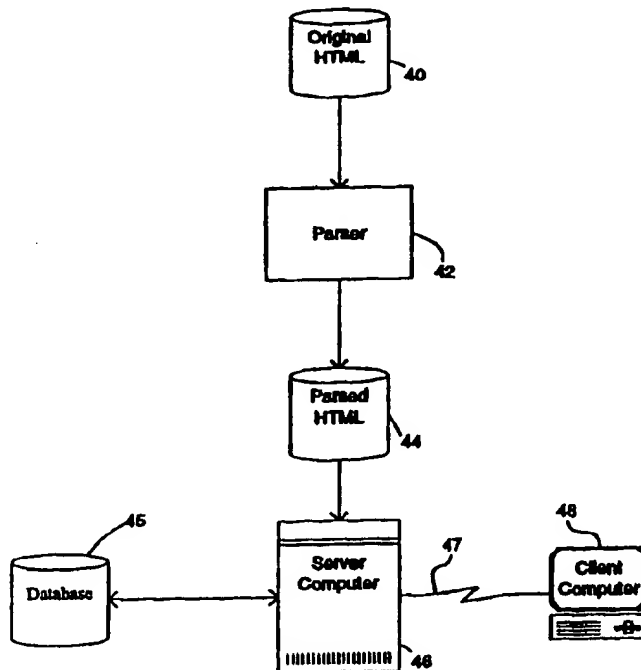 Original
HTML
40
Parser
42
Parsed
HTML
44
45
Database
Server
Computer
46
47
48
Client
Computer